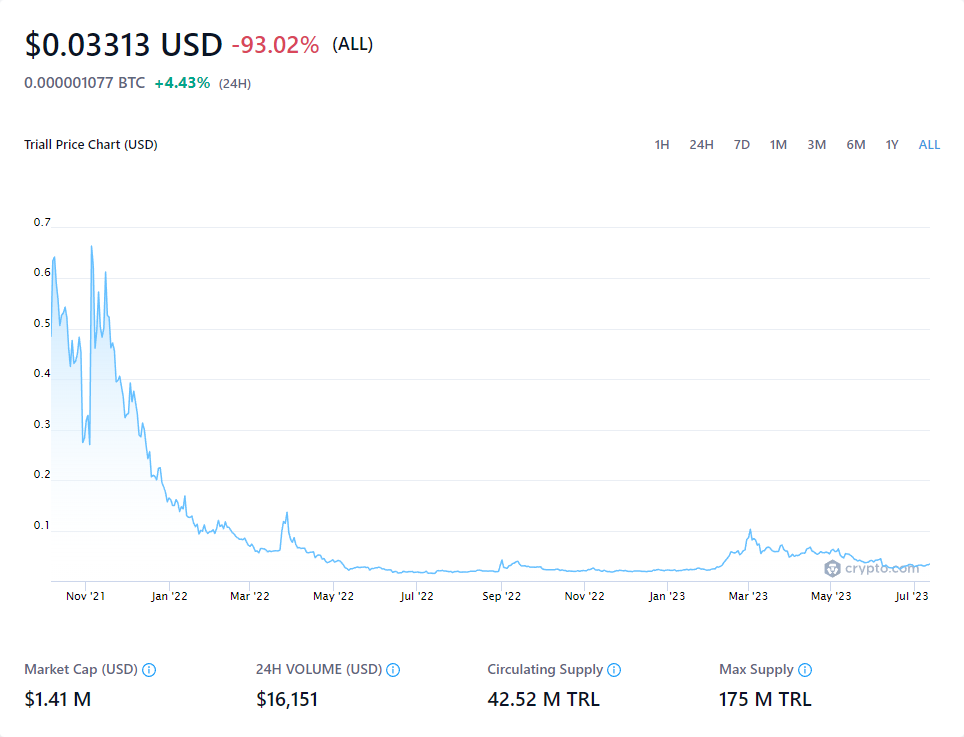 $0.03313 USD -93.02% (ALL)
0.000001077 BTC +4.43% (24H)
Triall Price Chart (USD) 1H 24H 7D 1M 3M 6M 1Y ALL
0.7
0.6
0.5
0.4
0.3
0.2
0.1
crypto.com
Nov '21 Jan '22 Mar '22 May '22 Jul '22 Sep '22 Nov '22 Jan '23 Mar '23 May '23 Jul '23
Market Cap (USD) 24H VOLUME (USD) Circulating Supply Max Supply
$1.41 M $16,151 42.52 M TRL 175 M TRL